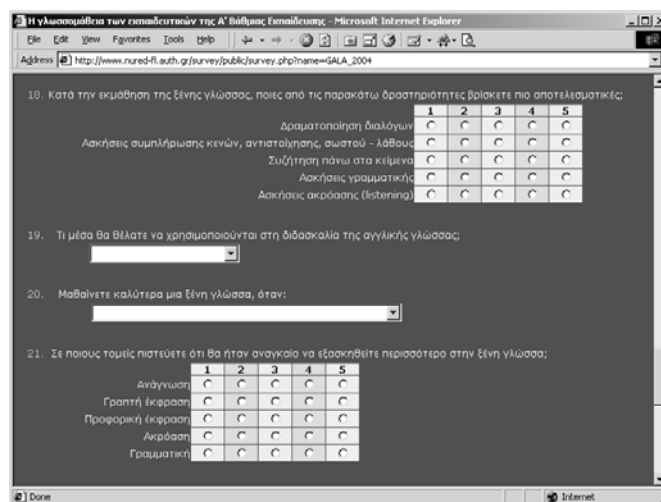 Η γλωσσομάθεια των εκπαιδευτικών της Α' Βάθμιας Εκπαίδευσης - Microsoft Internet Explorer
File Edit View Favorites Tools Help
Address http://www.nured-fl.auth.gr/survey/public/survey.php?name=GALA_2004
18. Κατά την εκμάθηση της ξένης γλώσσας, ποιες από τις παρακάτω δραστηριότητες βρίσκετε πιο αποτελεσματικές;
1 2 3 4 5
Δραματοποίηση διαλόγων
Ασκήσεις συμπλήρωσης κενών, αντιστοίχησης, σωστού - λάθους
Συζήτηση πάνω στα κείμενα
Ασκήσεις γραμματικής
Ασκήσεις ακρόασης (listening)
19. Τι μέσα θα θέλατε να χρησιμοποιούνται στη διδασκαλία της αγγλικής γλώσσας;
20. Μαθαίνετε καλύτερα μια ξένη γλώσσα, όταν:
21. Σε ποιους τομείς πιστεύετε ότι θα ήταν αναγκαίο να εξασκηθείτε περισσότερο στην ξένη γλώσσα;
1 2 3 4 5
Ανάγνωση
Γραπτή έκφραση
Προφορική έκφραση
Ακρόαση
Γραμματική
Done Internet